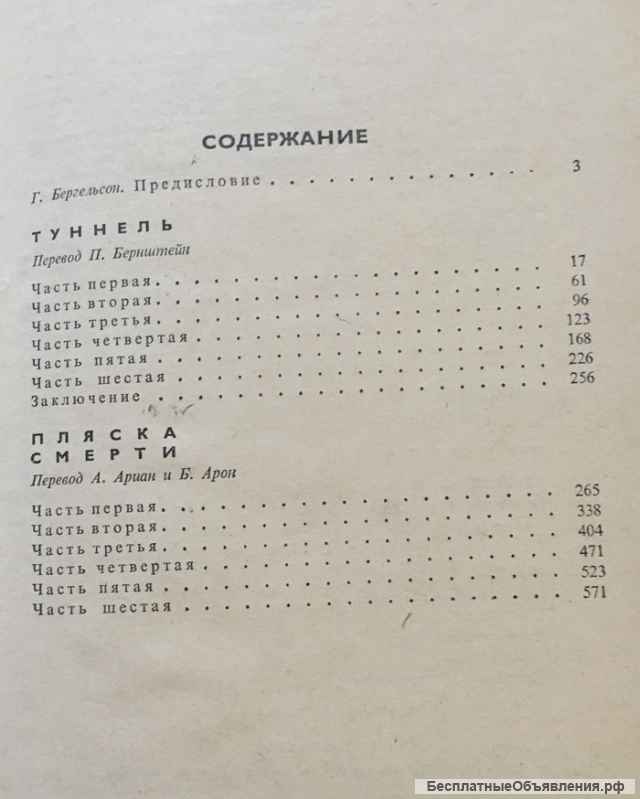 СОДЕРЖАНИЕ
Г. Бергельсон. Предисловие . . . . . . . . . . . . . . 3
ТУННЕЛЬ
Перевод П. Бернштейн
Часть первая. . . . . . . . . . . . . . . . . . 17
Часть вторая. . . . . . . . . . . . . . . . . . 61
Часть третья. . . . . . . . . . . . . . . . . . 96
Часть четвертая . . . . . . . . . . . . . . . . 123
Часть пятая . . . . . . . . . . . . . . . . . . 168
Часть шестая . . . . . . . . . . . . . . . . . 226
Заключение . . . . . . . . . . . . . . . . . . 256
ПЛЯСКА
СМЕРТИ
Перевод А. Ариан и Б. Арон
Часть первая. . . . . . . . . . . . . . . . . . 265
Часть вторая. . . . . . . . . . . . . . . . . . 338
Часть третья. . . . . . . . . . . . . . . . . . 404
Часть четвертая. . . . . . . . . . . . . . . . 471
Часть пятая . . . . . . . . . . . . . . . . . . 523
Часть шестая . . . . . . . . . . . . . . . . . 571
БесплатныеОбъявления.рф